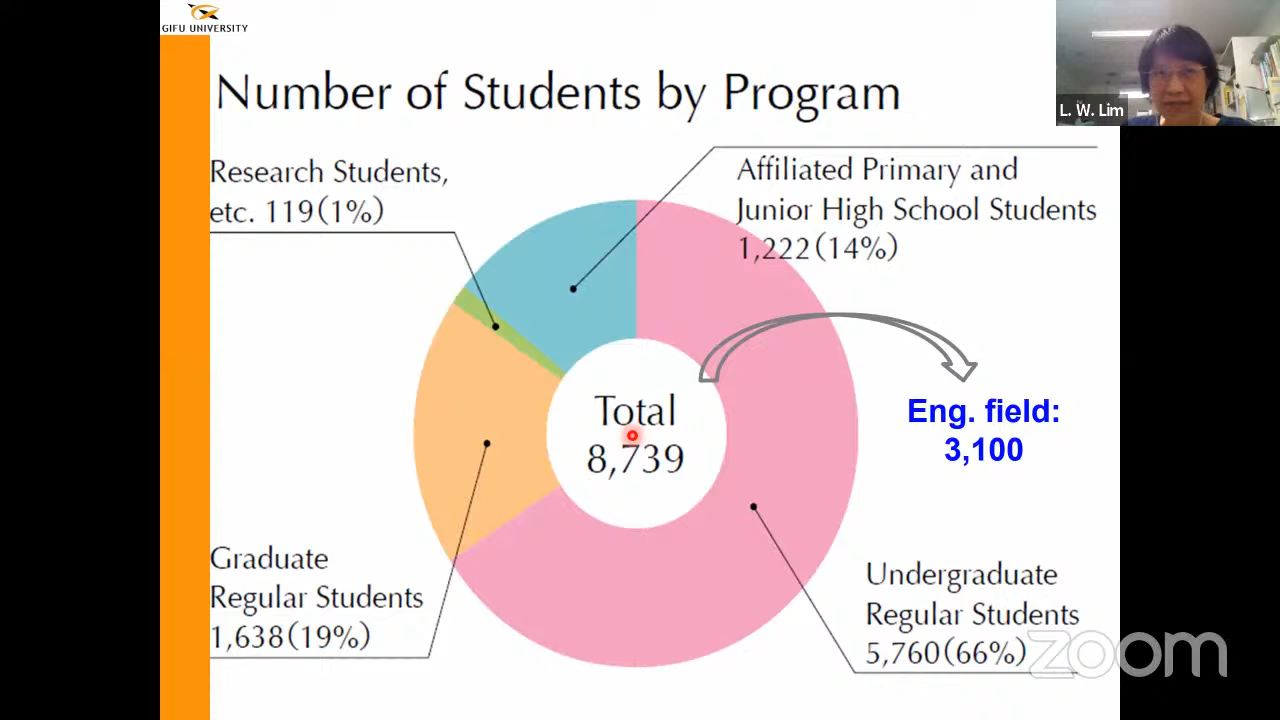 GIFU UNIVERSITY
L. W. Lim
Number of Students by Program
Research Students,
etc. 119(1%)
Affiliated Primary and
Junior High School Students
1,222(14%)
Total
8,739
Eng. field:
3,100
Graduate
Regular Students
1,638(19%)
Undergraduate
Regular Students
5,760(66%)
zoom